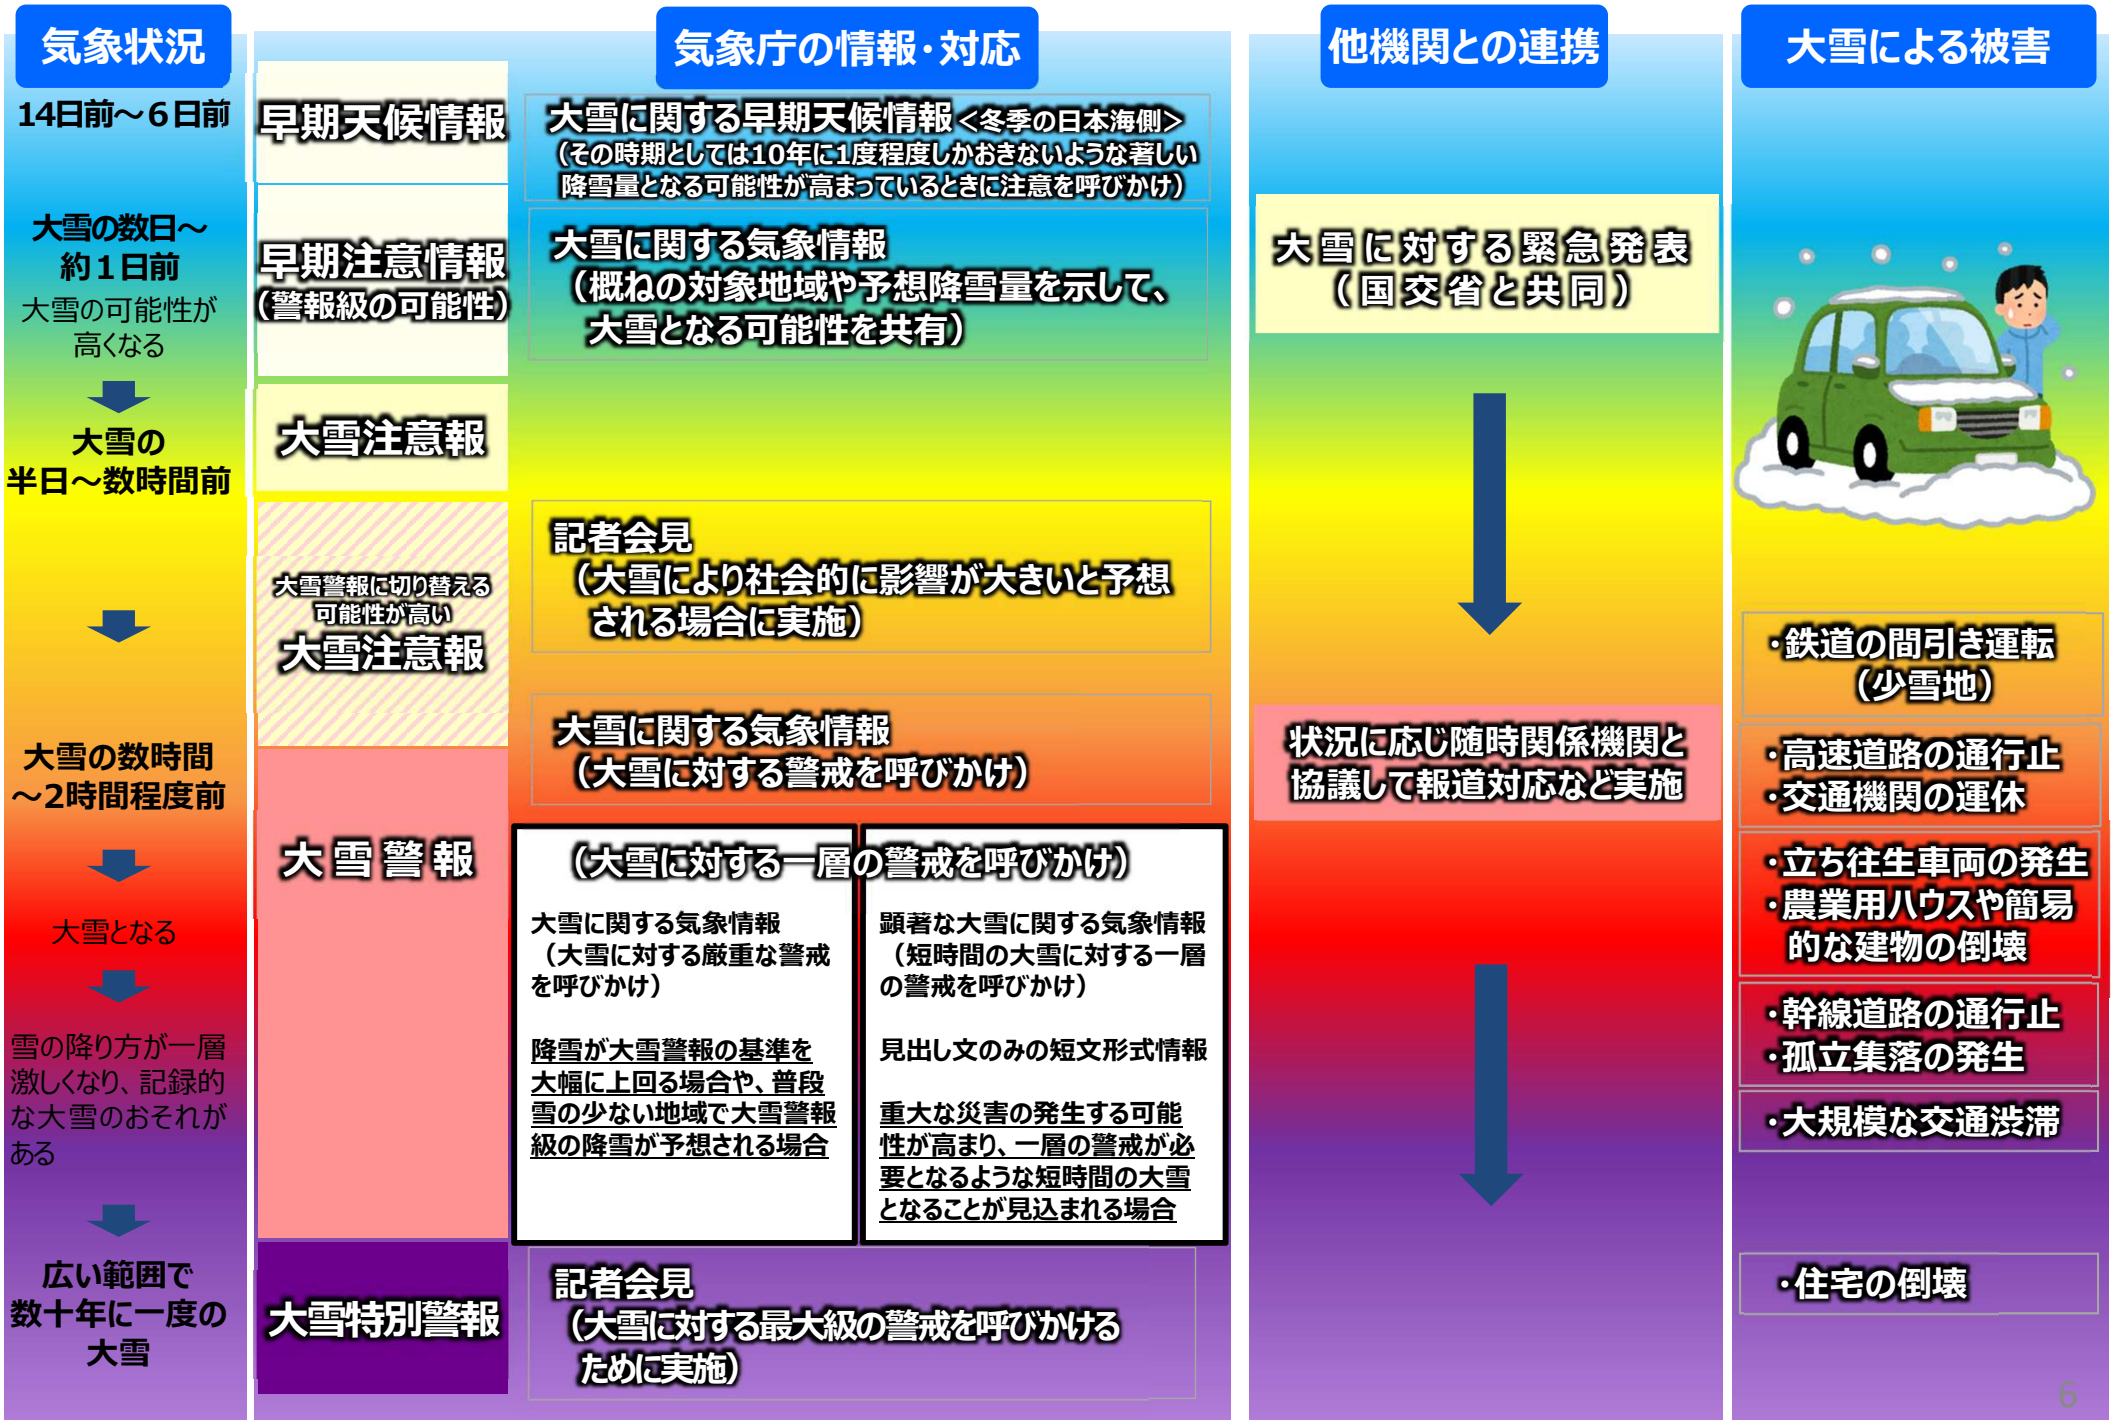 気象状況
14日前～６日前
大雪の数日～
約１日前
大雪の可能性が
高くなる
大雪の
半日～数時間前
大雪の数時間
～2時間程度前
大雪となる
雪の降り方が一層
激しくなり、記録的
な大雪のおそれが
ある
広い範囲で
数十年に一度の
大雪
気象庁の情報・対応
早期天候情報
早期注意情報
（警報級の可能性）
大雪注意報
大雪警報に切り替える
可能性が高い
大雪注意報
大雪警報
大雪特別警報
大雪に関する早期天候情報＜冬季の日本海側＞
（その時期としては10年に1度程度しかおきないような著しい
降雪量となる可能性が高まっているときに注意を呼びかけ）
大雪に関する気象情報
（概ねの対象地域や予想降雪量を示して、
大雪となる可能性を共有）
記者会見
（大雪により社会的に影響が大きいと予想
される場合に実施）
大雪に関する気象情報
（大雪に対する警戒を呼びかけ）
（大雪に対する一層の警戒を呼びかけ）
大雪に関する気象情報
（大雪に対する厳重な警戒
を呼びかけ）
降雪が大雪警報の基準を
大幅に上回る場合や、普段
雪の少ない地域で大雪警報
級の降雪が予想される場合
顕著な大雪に関する気象情報
（短時間の大雪に対する一層
の警戒を呼びかけ）
見出し文のみの短文形式情報
重大な災害の発生する可能
性が高まり、一層の警戒が必
要となるような短時間の大雪
となることが見込まれる場合
記者会見
（大雪に対する最大級の警戒を呼びかける
ために実施）
他機関との連携
大雪に対する緊急発表
（国交省と共同）
状況に応じ随時関係機関と
協議して報道対応など実施
大雪による被害
・鉄道の間引き運転
（少雪地）
・高速道路の通行止
・交通機関の運休
・立ち往生車両の発生
・農業用ハウスや簡易
的な建物の倒壊
・幹線道路の通行止
・孤立集落の発生
・大規模な交通渋滞
・住宅の倒壊
6